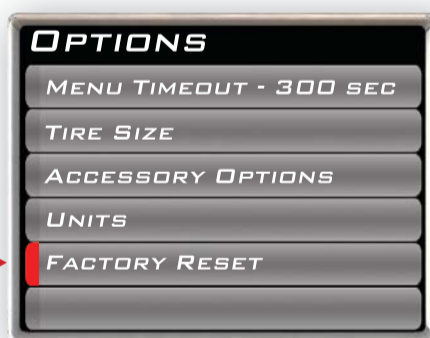 OPTIONS
MENU TIMEOUT - 300 SEC
TIRE SIZE
ACCESSORY OPTIONS
UNITS
FACTORY RESET